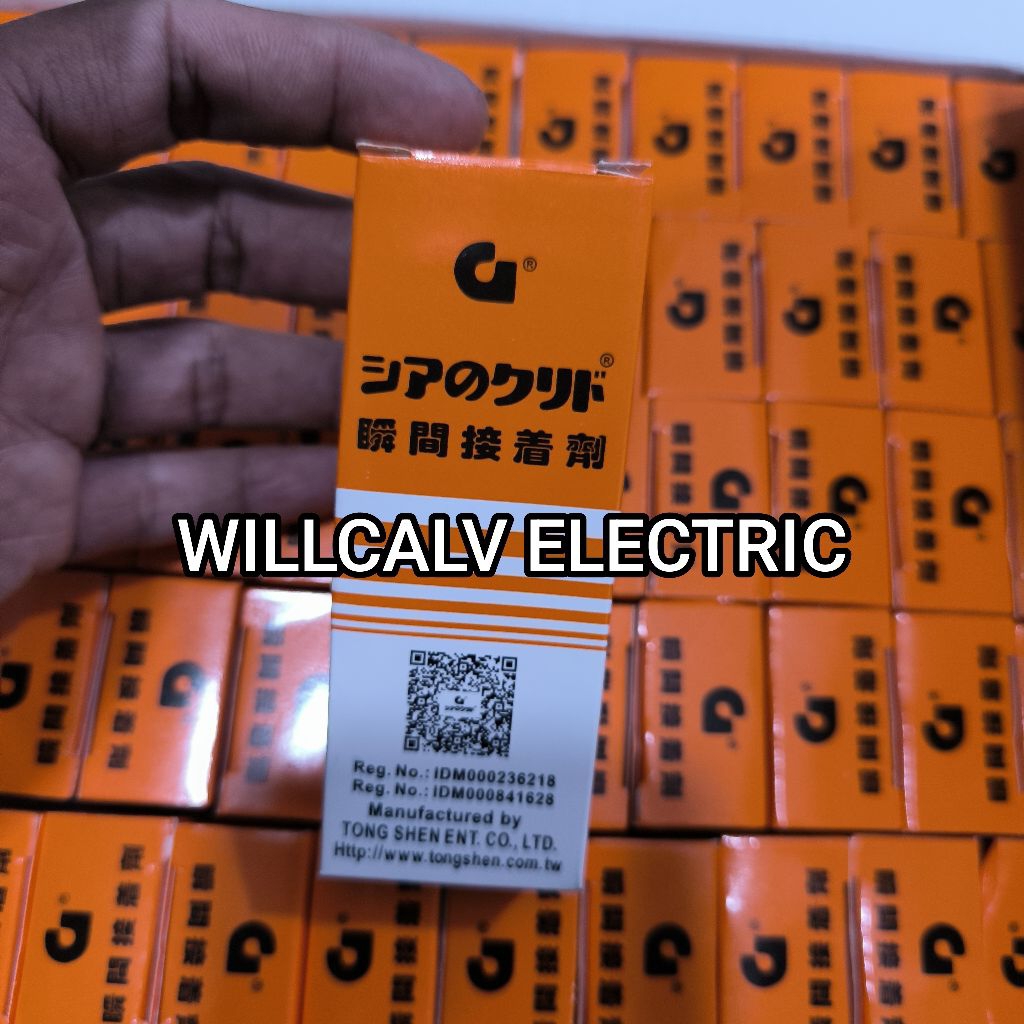 シアのクリド®
瞬間接着劑
WILLCALV ELECTRIC
Reg. No.: IDM000236218
Reg. No.: IDM000841628
Manufactured by
TONG SHEN ENT. CO., LTD.
Http://www.tongshen.com.tw